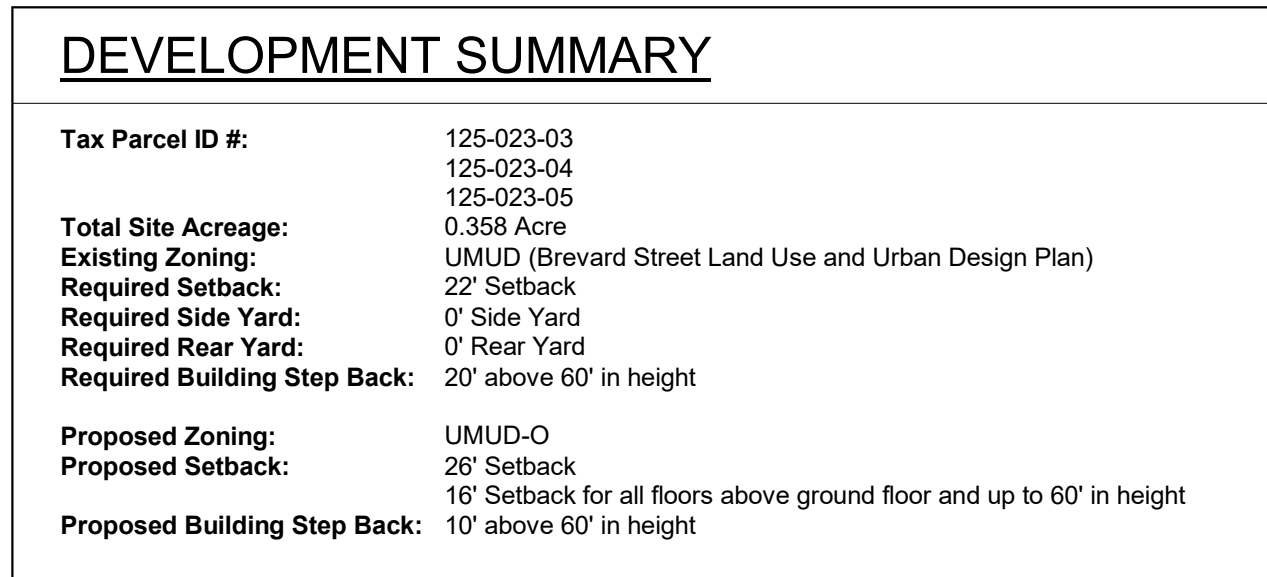 DEVELOPMENT SUMMARY
Tax Parcel ID #: 125-023-03
125-023-04
125-023-05
Total Site Acreage: 0.358 Acre
Existing Zoning: UMUD (Brevard Street Land Use and Urban Design Plan)
Required Setback: 22' Setback
Required Side Yard: 0' Side Yard
Required Rear Yard: 0' Rear Yard
Required Building Step Back: 20' above 60' in height
Proposed Zoning: UMUD-O
Proposed Setback: 26' Setback
16' Setback for all floors above ground floor and up to 60' in height
Proposed Building Step Back: 10' above 60' in height